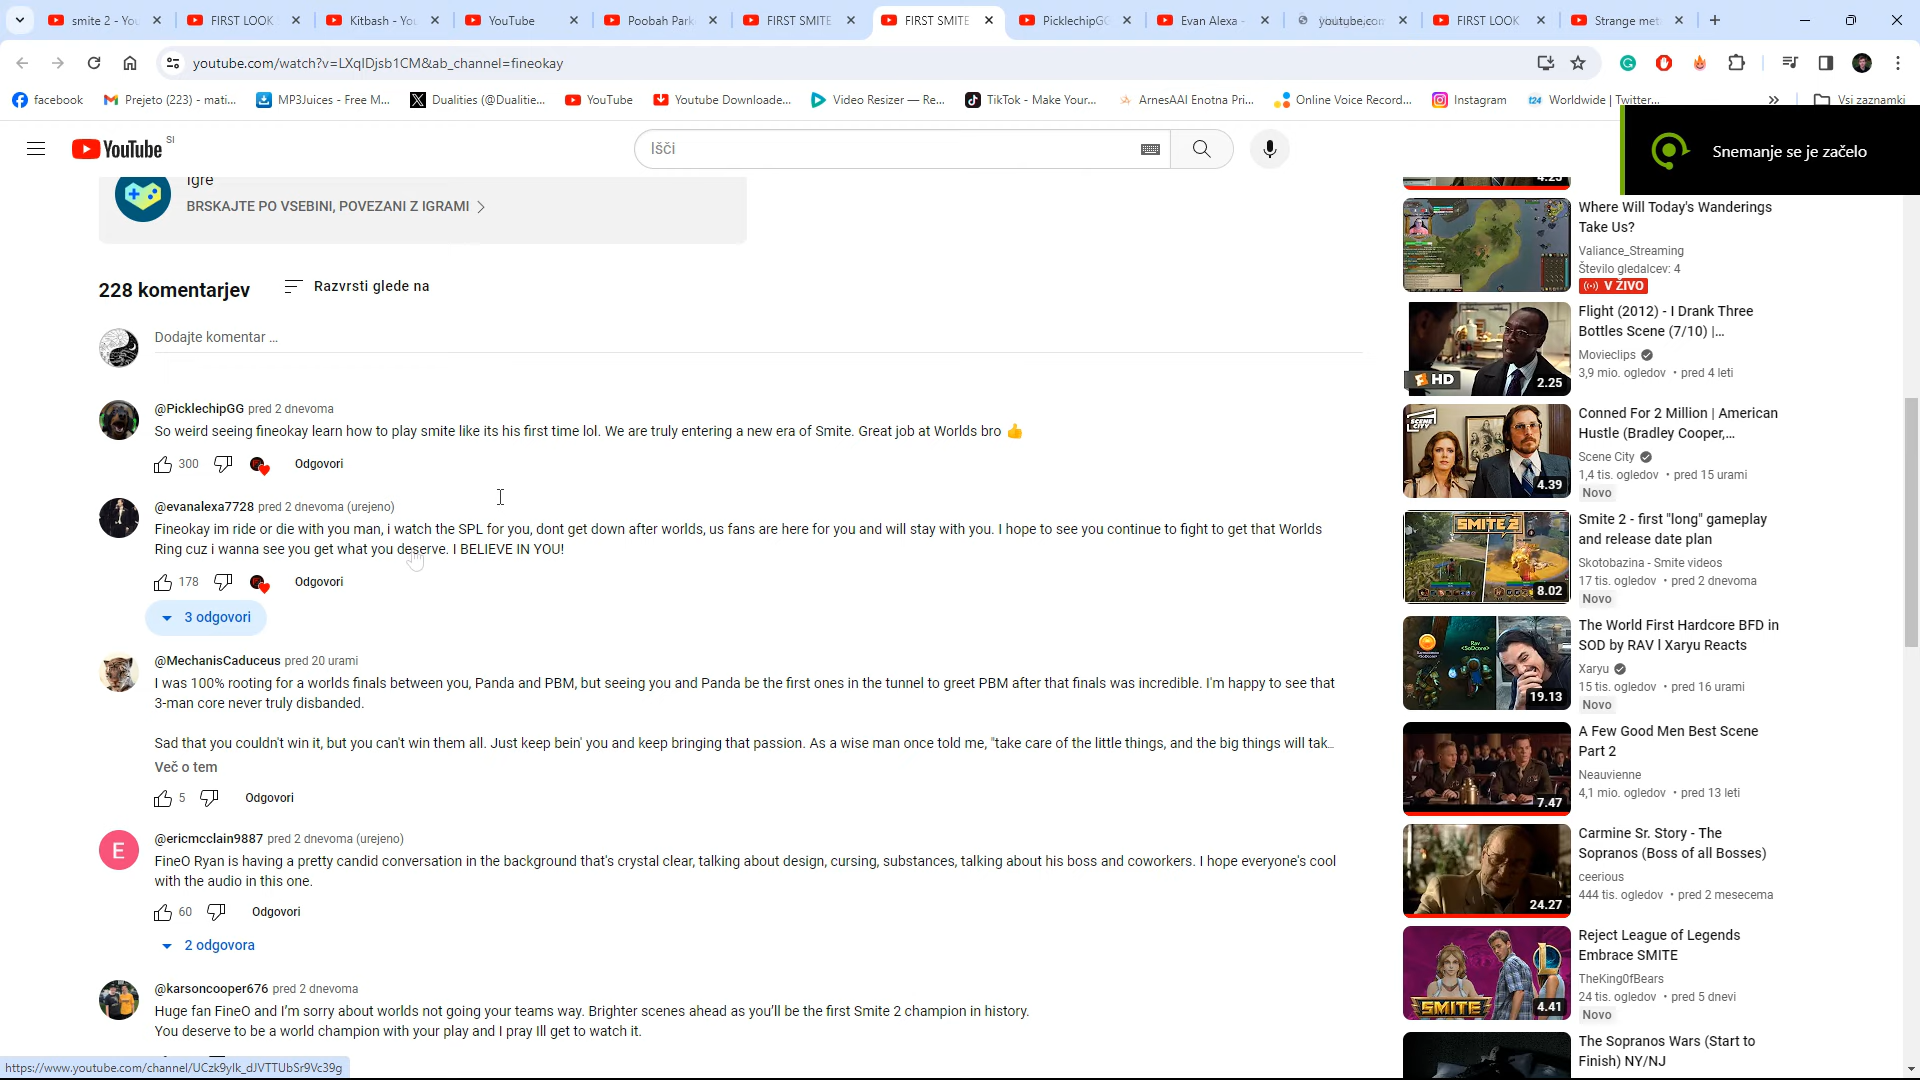 smite 2 - You
FIRST LOOK
Kitbash - You
YouTube
Poobah Park
FIRST SMITE
FIRST SMITE
PicklechipGG
Evan Alexa -
youtube.com
FIRST LOOK
Strange met
youtube.com/watch?v=LXqIDjsb1CM&ab_channel=fineokay
facebook
Prejeto (223) - mati...
MP3Juices - Free M...
Dualities (@Dualitie...
YouTube
Youtube Downloade...
Video Resizer — Re...
TikTok - Make Your...
ArnesAAI Enotna Pri...
Online Voice Record...
Instagram
t24 Worldwide | Twitter...
Vsi zaznamki
YouTube SI
Išči
Snemanje se je začelo
Igre
BRSKAJTE PO VSEBINI, POVEZANI Z IGRAMI
228 komentarjev
Razvrsti glede na
Dodajte komentar ...
@PicklechipGG pred 2 dnevoma
So weird seeing fineokay learn how to play smite like its his first time lol. We are truly entering a new era of Smite. Great job at Worlds bro 👍
300 Odgovori
@evanalexa7728 pred 2 dnevoma (urejeno)
Fineokay im ride or die with you man, i watch the SPL for you, dont get down after worlds, us fans are here for you and will stay with you. I hope to see you continue to fight to get that Worlds
Ring cuz i wanna see you get what you deserve. I BELIEVE IN YOU!
178 Odgovori
3 odgovori
@MechanisCaduceus pred 20 urami
I was 100% rooting for a worlds finals between you, Panda and PBM, but seeing you and Panda be the first ones in the tunnel to greet PBM after that finals was incredible. I'm happy to see that
3-man core never truly disbanded.
Sad that you couldn't win it, but you can't win them all. Just keep bein' you and keep bringing that passion. As a wise man once told me, "take care of the little things, and the big things will tak...
Več o tem
5 Odgovori
E
@ericmcclain9887 pred 2 dnevoma (urejeno)
FineO Ryan is having a pretty candid conversation in the background that's crystal clear, talking about design, cursing, substances, talking about his boss and coworkers. I hope everyone's cool
with the audio in this one.
60 Odgovori
2 odgovora
@karsoncooper676 pred 2 dnevoma
Huge fan FineO and I'm sorry about worlds not going your teams way. Brighter scenes ahead as you'll be the first Smite 2 champion in history.
You deserve to be a world champion with your play and I pray Ill get to watch it.
https://www.youtube.com/channel/UCzk9ylk_dJVTTUbSr9Vc39g
4.23
Where Will Today's Wanderings
Take Us?
Valiance_Streaming
Število gledalcev: 4
V ŽIVO
HD
2.25
Flight (2012) - I Drank Three
Bottles Scene (7/10) |...
Movieclips
3,9 mio. ogledov • pred 4 leti
SCENE CITY
4.39
Conned For 2 Million | American
Hustle (Bradley Cooper,...
Scene City
1,4 tis. ogledov • pred 15 urami
Novo
SMITE 2
8.02
Smite 2 - first "long" gameplay
and release date plan
Skotobazina - Smite videos
17 tis. ogledov • pred 2 dnevoma
Novo
19.13
The World First Hardcore BFD in
SOD by RAV l Xaryu Reacts
Xaryu
15 tis. ogledov • pred 16 urami
Novo
7.47
A Few Good Men Best Scene
Part 2
Neauvienne
4,1 mio. ogledov • pred 13 leti
24.27
Carmine Sr. Story - The
Sopranos (Boss of all Bosses)
ceerious
444 tis. ogledov • pred 2 mesecema
SMITE
4.41
Reject League of Legends
Embrace SMITE
TheKing0fBears
24 tis. ogledov • pred 5 dnevi
Novo
The Sopranos Wars (Start to
Finish) NY/NJ